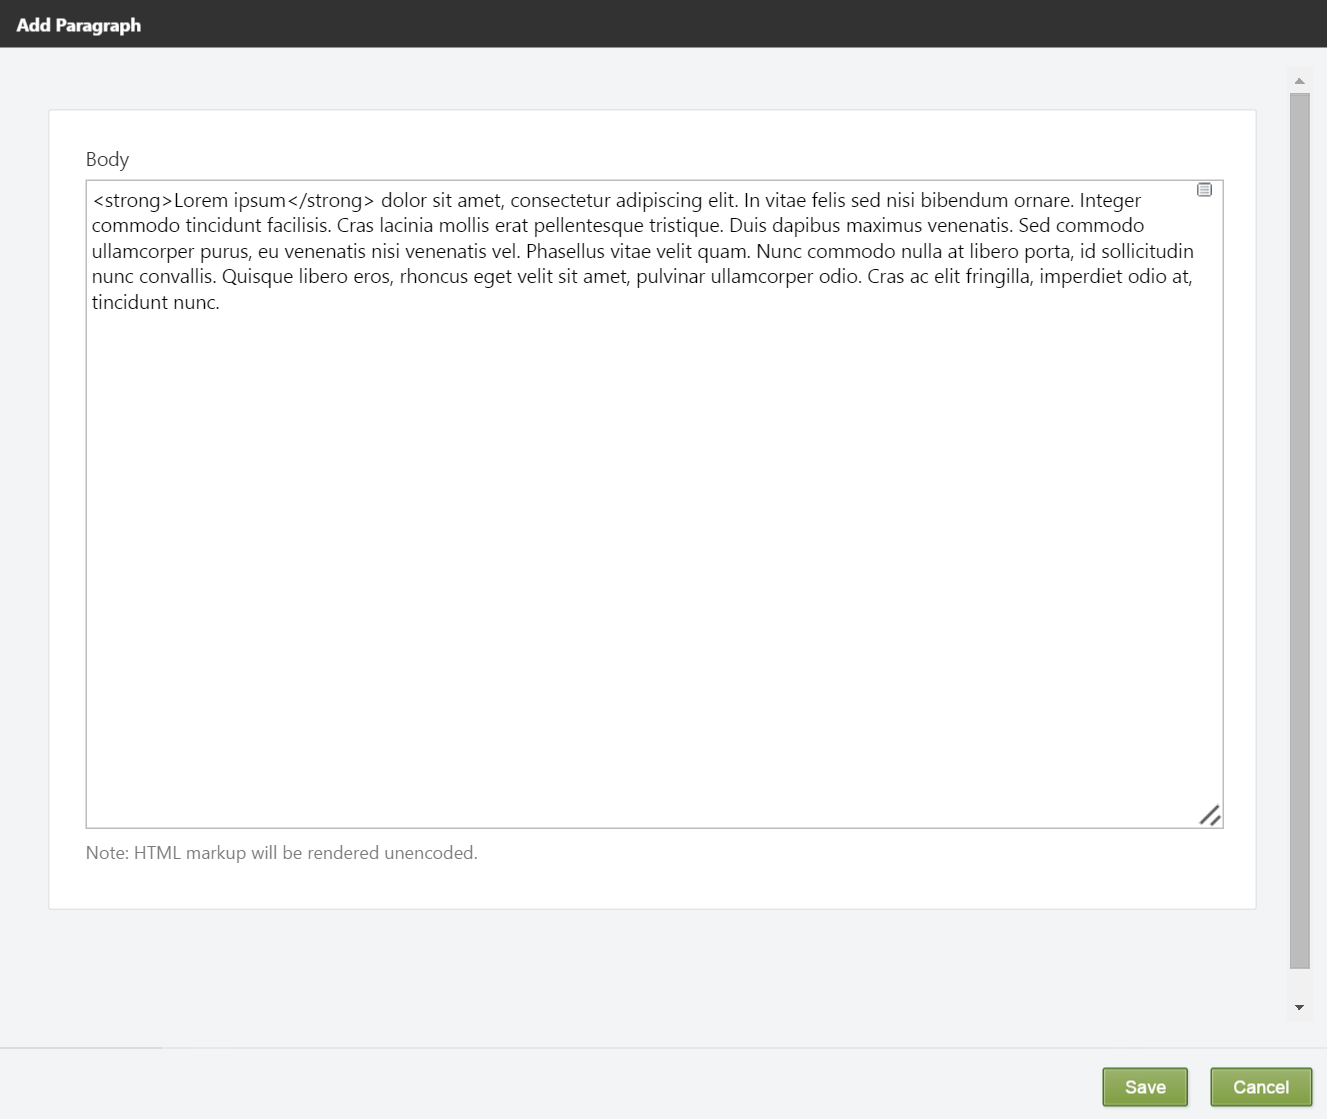 Add Paragraph
Body
<strong>Lorem ipsum</strong> dolor sit amet, consectetur adipiscing elit. In vitae felis sed nisi bibendum ornare. Integer
commodo tincidunt facilisis. Cras lacinia mollis erat pellentesque tristique. Duis dapibus maximus venenatis. Sed commodo
ullamcorper purus, eu venenatis nisi venenatis vel. Phasellus vitae velit quam. Nunc commodo nulla at libero porta, id sollicitudin
nunc convallis. Quisque libero eros, rhoncus eget velit sit amet, pulvinar ullamcorper odio. Cras ac elit fringilla, imperdiet odio at,
tincidunt nunc.
Note: HTML markup will be rendered unencoded.
Save Cancel